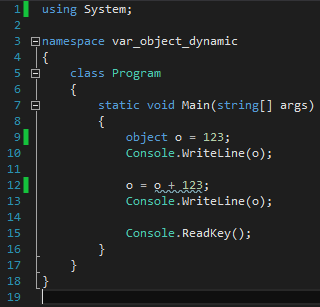 1 using System;
2
3 namespace var_object_dynamic
4 {
5 class Program
6 {
7 static void Main(string[] args)
8 {
9 object o = 123;
10 Console.WriteLine(o);
11
12 o = o + 123;
13 Console.WriteLine(o);
14
15 Console.ReadKey();
16 }
17 }
18 }
19